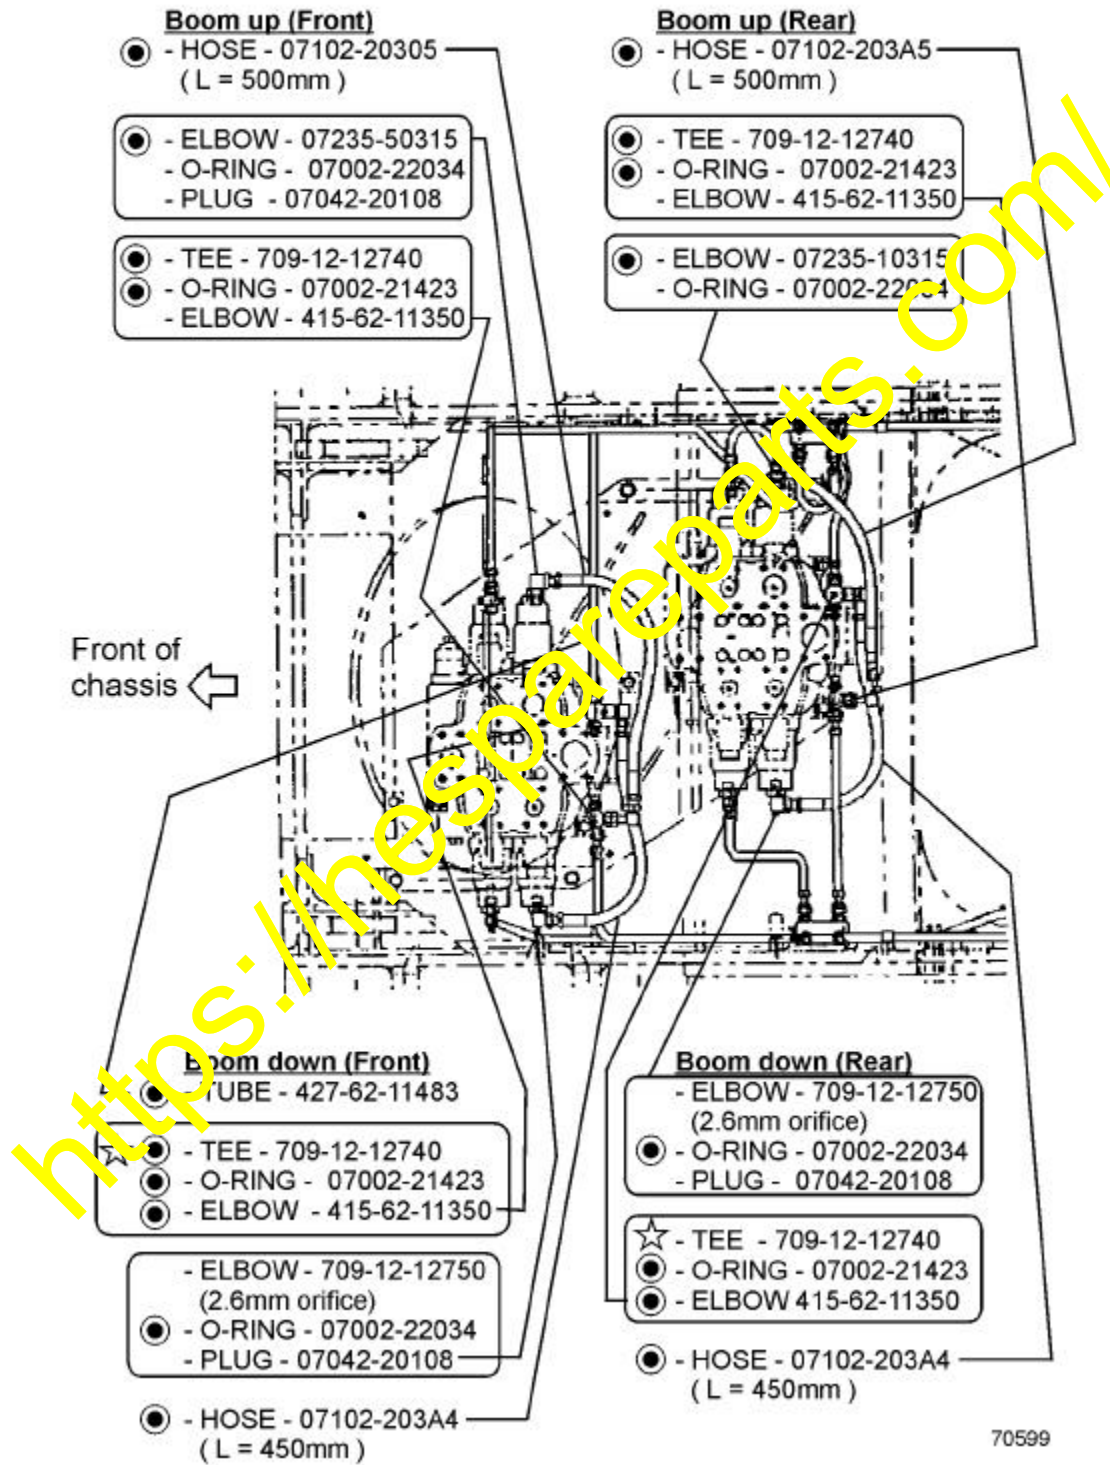 Boom up (Front)
- HOSE - 07102-20305
( L = 500mm )
- ELBOW - 07235-50315
- O-RING - 07002-22034
- PLUG - 07042-20108
- TEE - 709-12-12740
- O-RING - 07002-21423
- ELBOW - 415-62-11350
Boom up (Rear)
- HOSE - 07102-203A5
( L = 500mm )
- TEE - 709-12-12740
- O-RING - 07002-21423
- ELBOW - 415-62-11350
- ELBOW - 07235-10315
- O-RING - 07002-22034
Front of
chassis
https://hespareparts.com/
Boom down (Front)
- TUBE - 427-62-11483
- TEE - 709-12-12740
- O-RING - 07002-21423
- ELBOW - 415-62-11350
- ELBOW - 709-12-12750
(2.6mm orifice)
- O-RING - 07002-22034
- PLUG - 07042-20108
- HOSE - 07102-203A4
( L = 450mm )
Boom down (Rear)
- ELBOW - 709-12-12750
(2.6mm orifice)
- O-RING - 07002-22034
- PLUG - 07042-20108
- TEE - 709-12-12740
- O-RING - 07002-21423
- ELBOW 415-62-11350
- HOSE - 07102-203A4
( L = 450mm )
70599